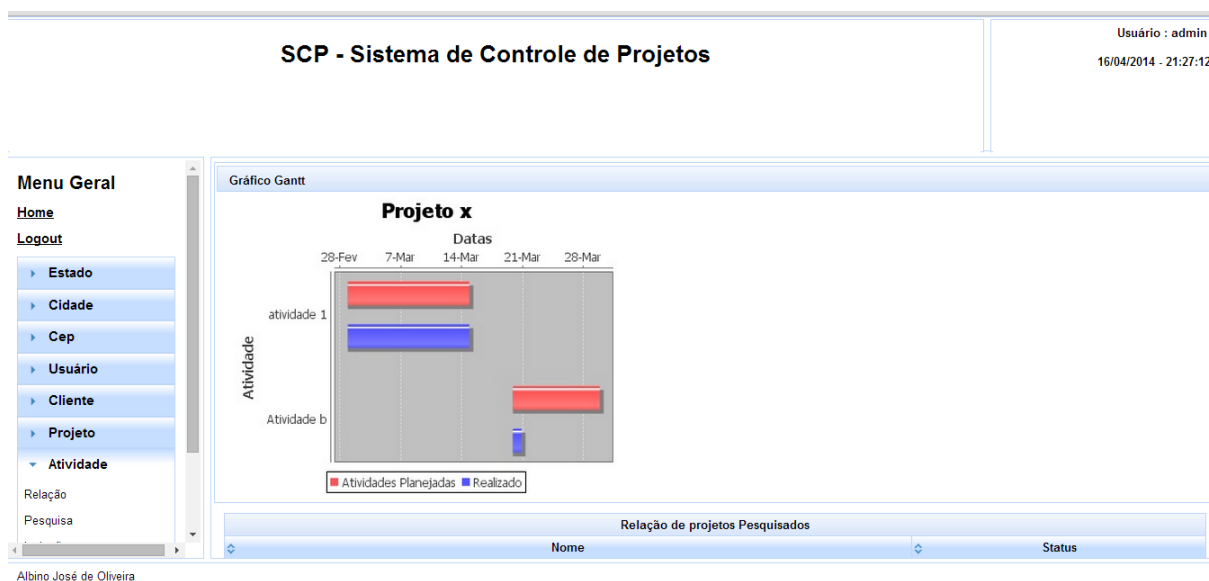 SCP - Sistema de Controle de Projetos
Usuário : admin
16/04/2014 - 21:27:12
Menu Geral
Home
Logout
Estado
Cidade
Cep
Usuário
Cliente
Projeto
Atividade
Relação
Pesquisa
Gráfico Gantt
Projeto x
Datas
28-Fev 7-Mar 14-Mar 21-Mar 28-Mar
Atividade
atividade 1
Atividade b
Atividades Planejadas Realizado
Relação de projetos Pesquisados
Nome Status
Albino José de Oliveira